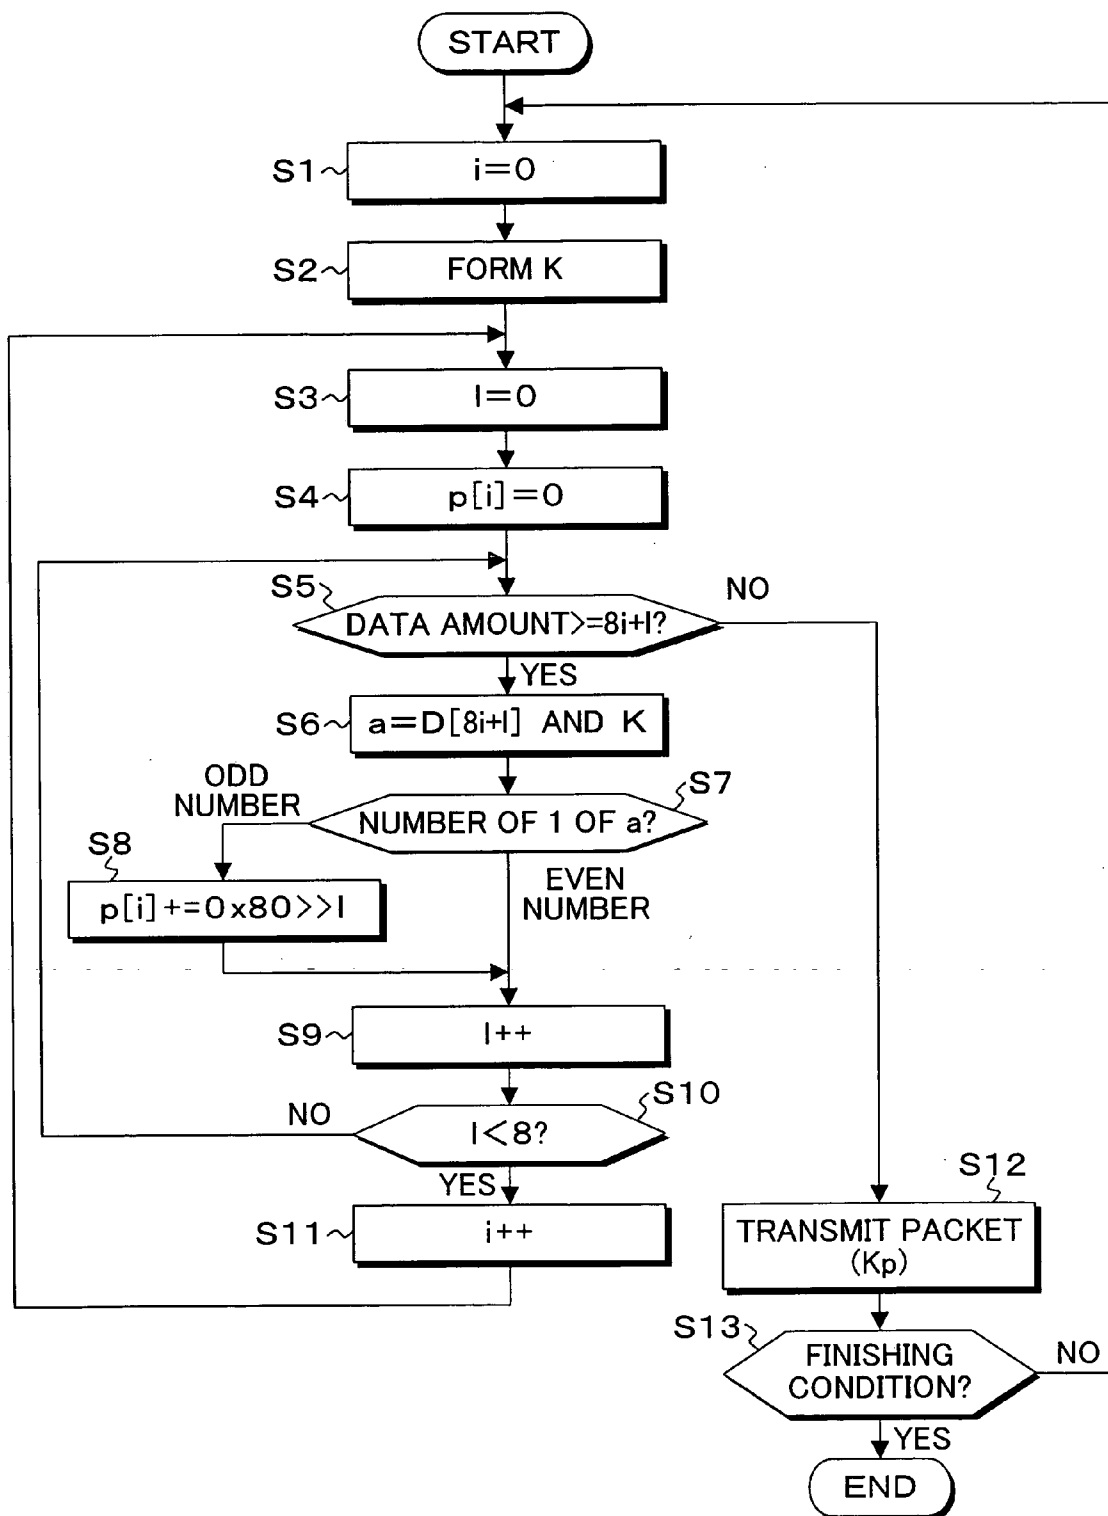 START
S1
i=0
S2
FORM K
S3
l=0
S4
p[i]=0
S5
DATA AMOUNT>=8i+l?
NO
YES
S6
a=D[8i+l] AND K
S7
ODD
NUMBER
NUMBER OF 1 OF a?
S8
p[i]+=0x80>>l
EVEN
NUMBER
S9
l++
S10
NO
l<8?
YES
S11
i++
S12
TRANSMIT PACKET
(Kp)
S13
FINISHING
CONDITION?
NO
YES
END